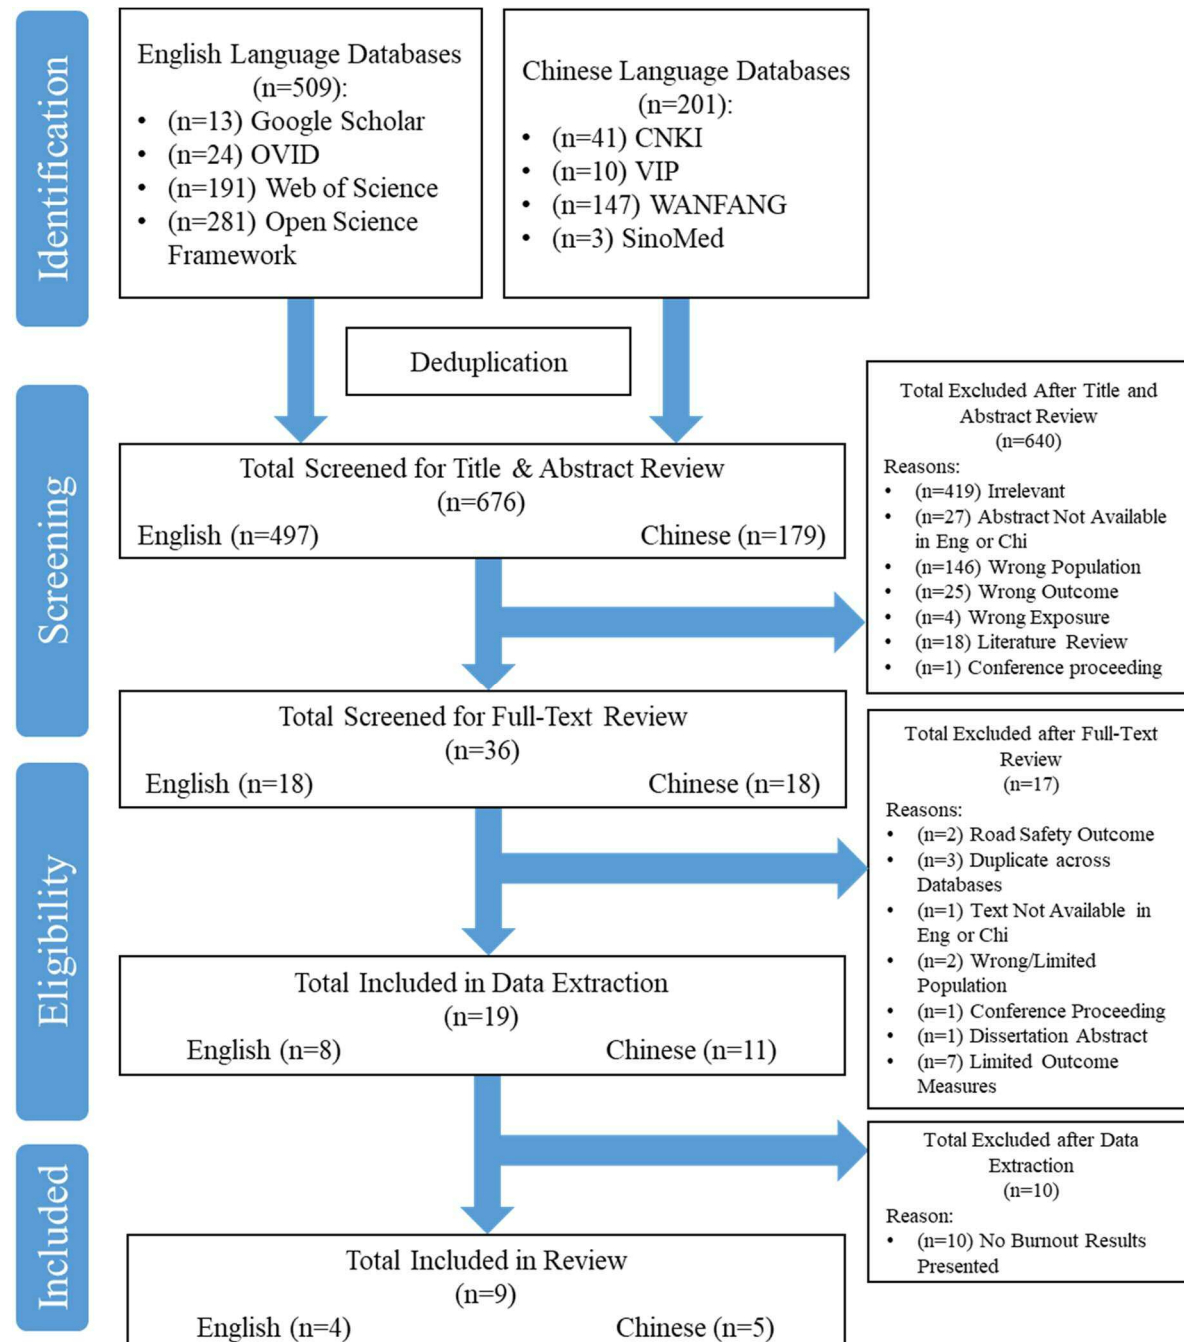 Identification
English Language Databases
(n=509):
• (n=13) Google Scholar
• (n=24) OVID
• (n=191) Web of Science
• (n=281) Open Science
Framework
Chinese Language Databases
(n=201):
• (n=41) CNKI
• (n=10) VIP
• (n=147) WANFANG
• (n=3) SinoMed
Deduplication
Screening
Total Screened for Title & Abstract Review
(n=676)
English (n=497) Chinese (n=179)
Total Excluded After Title and
Abstract Review
(n=640)
Reasons:
• (n=419) Irrelevant
• (n=27) Abstract Not Available
in Eng or Chi
• (n=146) Wrong Population
• (n=25) Wrong Outcome
• (n=4) Wrong Exposure
• (n=18) Literature Review
• (n=1) Conference proceeding
Total Screened for Full-Text Review
(n=36)
English (n=18) Chinese (n=18)
Eligibility
Total Excluded after Full-Text
Review
(n=17)
Reasons:
• (n=2) Road Safety Outcome
• (n=3) Duplicate across
Databases
• (n=1) Text Not Available in
Eng or Chi
• (n=2) Wrong/Limited
Population
• (n=1) Conference Proceeding
• (n=1) Dissertation Abstract
• (n=7) Limited Outcome
Measures
Total Included in Data Extraction
(n=19)
English (n=8) Chinese (n=11)
Included
Total Excluded after Data
Extraction
(n=10)
Reason:
• (n=10) No Burnout Results
Presented
Total Included in Review
(n=9)
English (n=4) Chinese (n=5)